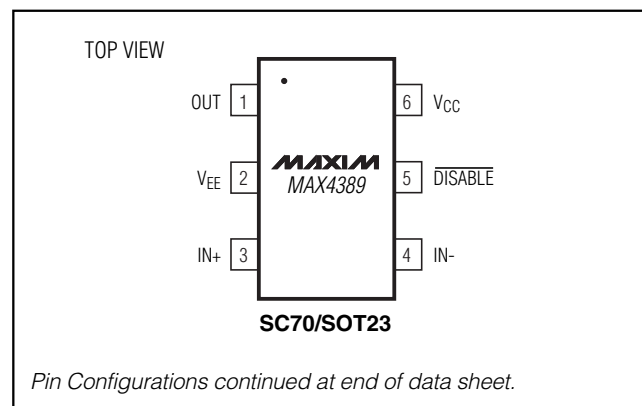 TOP VIEW
OUT 1
6 VCC
MAXIM
MAX4389
VEE 2
5 DISABLE
IN+ 3
4 IN-
SC70/SOT23
Pin Configurations continued at end of data sheet.